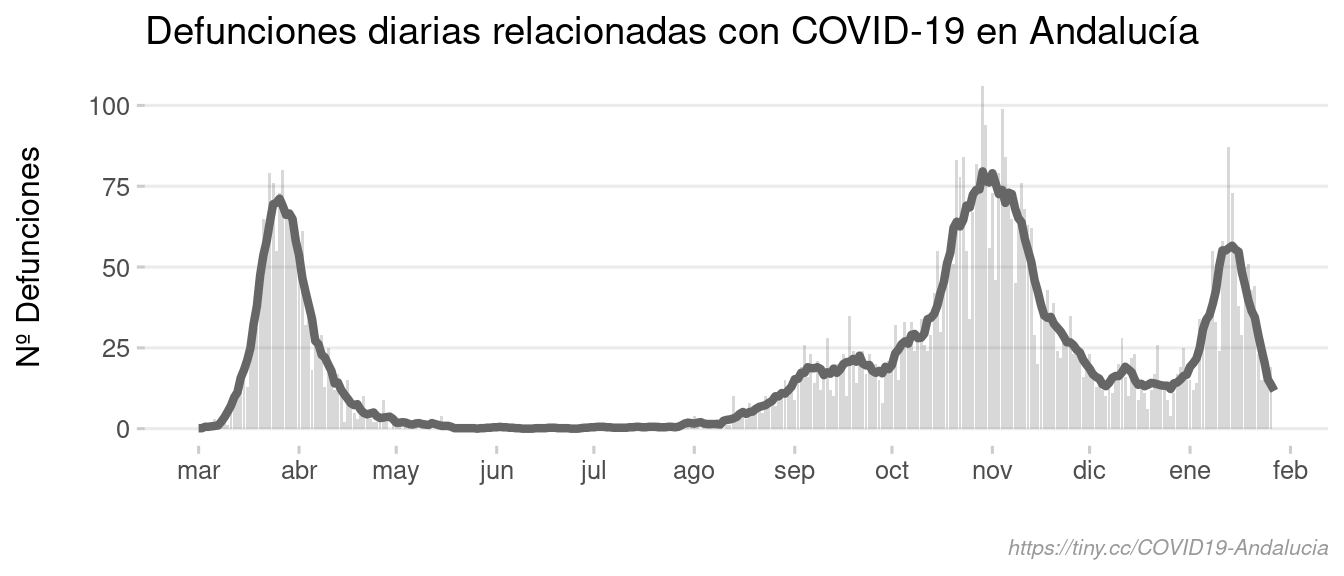 Defunciones diarias relacionadas con COVID-19 en Andalucía
Nº Defunciones
100
75
50
25
0
mar abr may jun jul ago sep oct nov dic ene feb
https://tiny.cc/COVID19-Andalucia